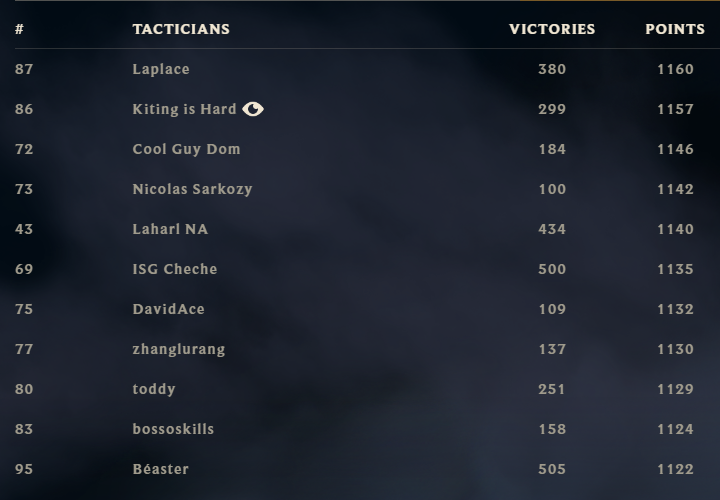 # TACTICIANS VICTORIES POINTS
87 Laplace 380 1160
86 Kiting is Hard 299 1157
72 Cool Guy Dom 184 1146
73 Nicolas Sarkozy 100 1142
43 Laharl NA 434 1140
69 ISG Cheche 500 1135
75 DavidAce 109 1132
77 zhanglurang 137 1130
80 toddy 251 1129
83 bossoskills 158 1124
95 Béaster 505 1122